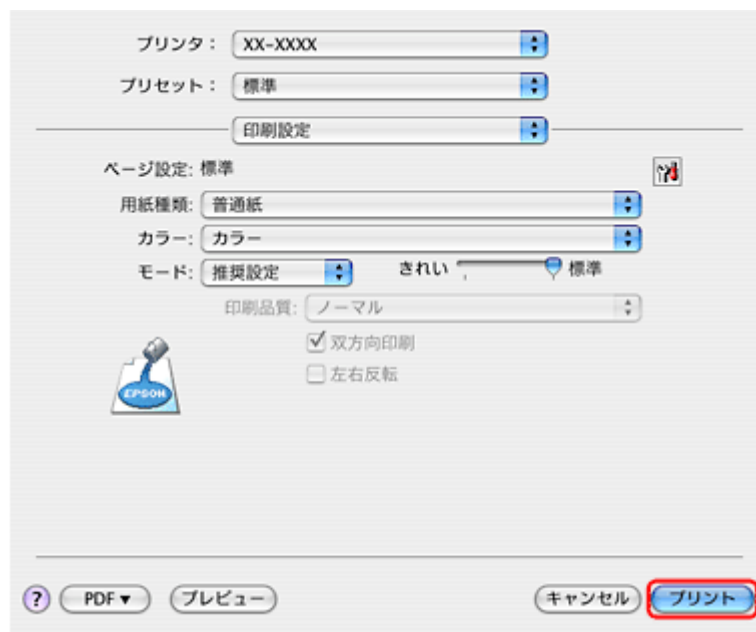 プリンタ： XX-XXXX
プリセット： 標準
印刷設定
ページ設定: 標準
用紙種類: 普通紙
カラー: カラー
モード: 推奨設定 きれい 標準
印刷品質: ノーマル
双方向印刷
左右反転
EPSON
? PDF▼ プレビュー キャンセル プリント